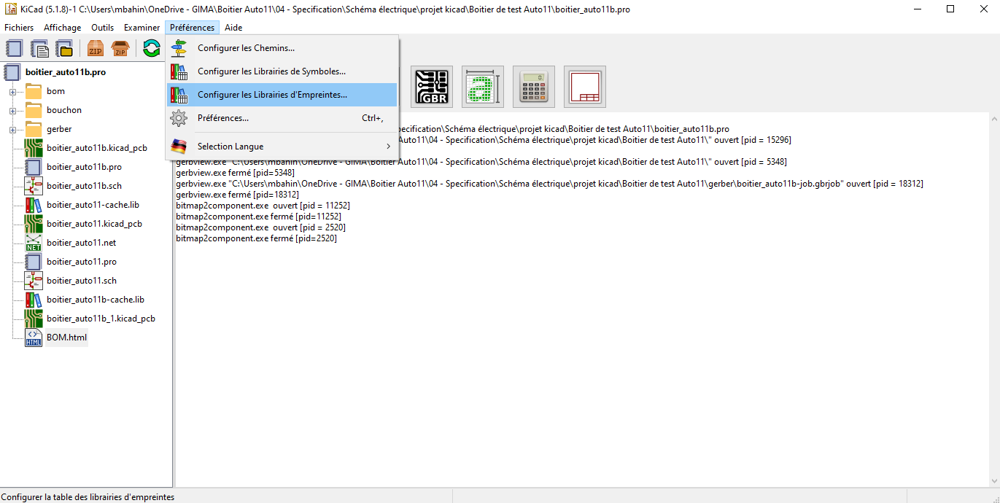 KiCad (5.1.8)-1 C:\Users\mbahin\OneDrive - GIMA\Boitier Auto11\04 - Specification\Schéma électrique\projet kicad\Boitier de test Auto11\boitier_auto11b.pro
Fichiers Affichage Outils Examiner Préférences Aide
ZIP ZIP
Configurer les Chemins...
Configurer les Librairies de Symboles...
Configurer les Librairies d'Empreintes...
Préférences... Ctrl+,
Selection Langue
GBR a 0.
boitier_auto11b.pro
bom
bouchon
gerber
boitier_auto11b.kicad_pcb
boitier_auto11b.pro
boitier_auto11b.sch
boitier_auto11-cache.lib
boitier_auto11.kicad_pcb
NET boitier_auto11.net
boitier_auto11.pro
boitier_auto11.sch
boitier_auto11b-cache.lib
boitier_auto11b_1.kicad_pcb
HTML BOM.html
pecification\Schéma électrique\projet kicad\Boitier de test Auto11\boitier_auto11b.pro
Auto11\04 - Specification\Schéma électrique\projet kicad\Boitier de test Auto11\" ouvert [pid = 15296]
gerbview.exe "C:\Users\mbahin\OneDrive - GIMA\Boitier Auto11\04 - Specification\Schéma électrique\projet kicad\Boitier de test Auto11\" ouvert [pid = 5348]
gerbview.exe fermé [pid=5348]
gerbview.exe "C:\Users\mbahin\OneDrive - GIMA\Boitier Auto11\04 - Specification\Schéma électrique\projet kicad\Boitier de test Auto11\gerber\boitier_auto11b-job.gbrjob" ouvert [pid = 18312]
gerbview.exe fermé [pid=18312]
bitmap2component.exe ouvert [pid = 11252]
bitmap2component.exe fermé [pid=11252]
bitmap2component.exe ouvert [pid = 2520]
bitmap2component.exe fermé [pid=2520]
Configurer la table des librairies d'empreintes